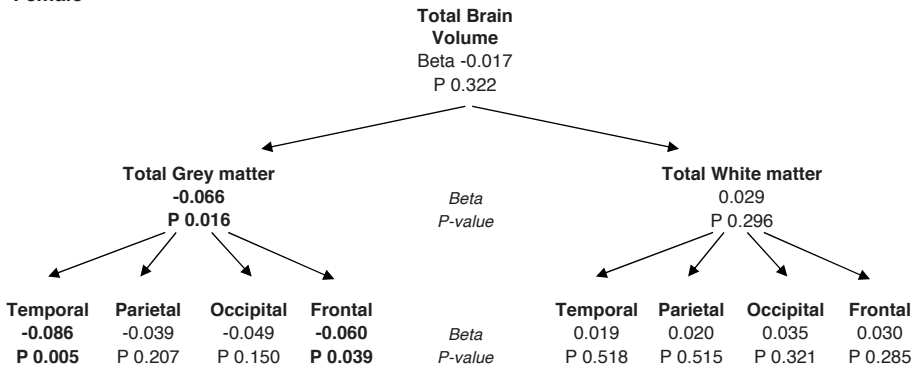 Total Brain
Volume
Beta -0.017
P 0.322
Total Grey matter Total White matter
-0.066 Beta 0.029
P 0.016 P-value P 0.296
Temporal Parietal Occipital Frontal Temporal Parietal Occipital Frontal
-0.086 -0.039 -0.049 -0.060 Beta 0.019 0.020 0.035 0.030
P 0.005 P 0.207 P 0.150 P 0.039 P-value P 0.518 P 0.515 P 0.321 P 0.285